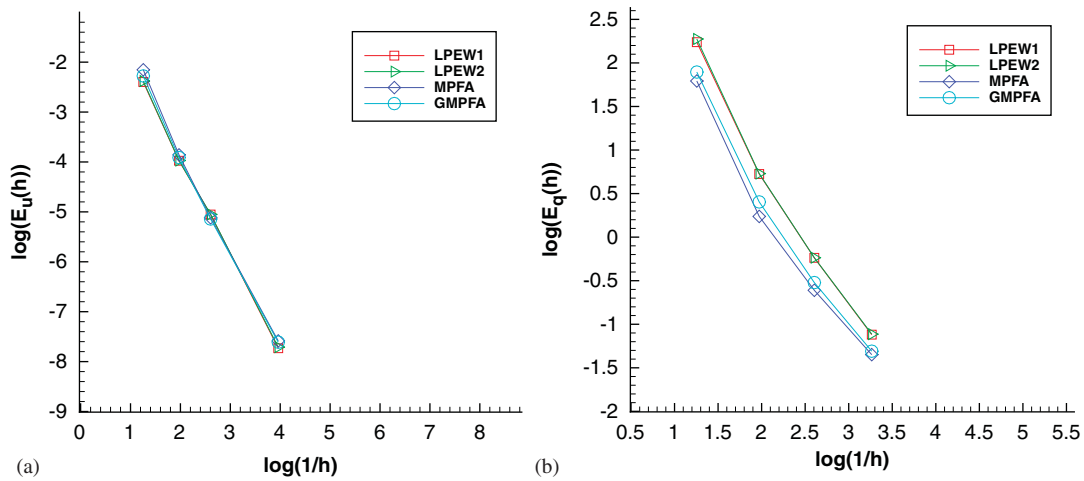 -2
-3
-4
-5
-6
-7
-8
-9
0
1
2
3
4
5
6
7
8
log(E_u(h))
log(1/h)
LPEW1
LPEW2
MPFA
GMPFA
(a)
2.5
2
1.5
1
0.5
0
-0.5
-1
-1.5
-2
0.5
1
1.5
2
2.5
3
3.5
4
4.5
5
5.5
log(E_q(h))
log(1/h)
LPEW1
LPEW2
MPFA
GMPFA
(b)